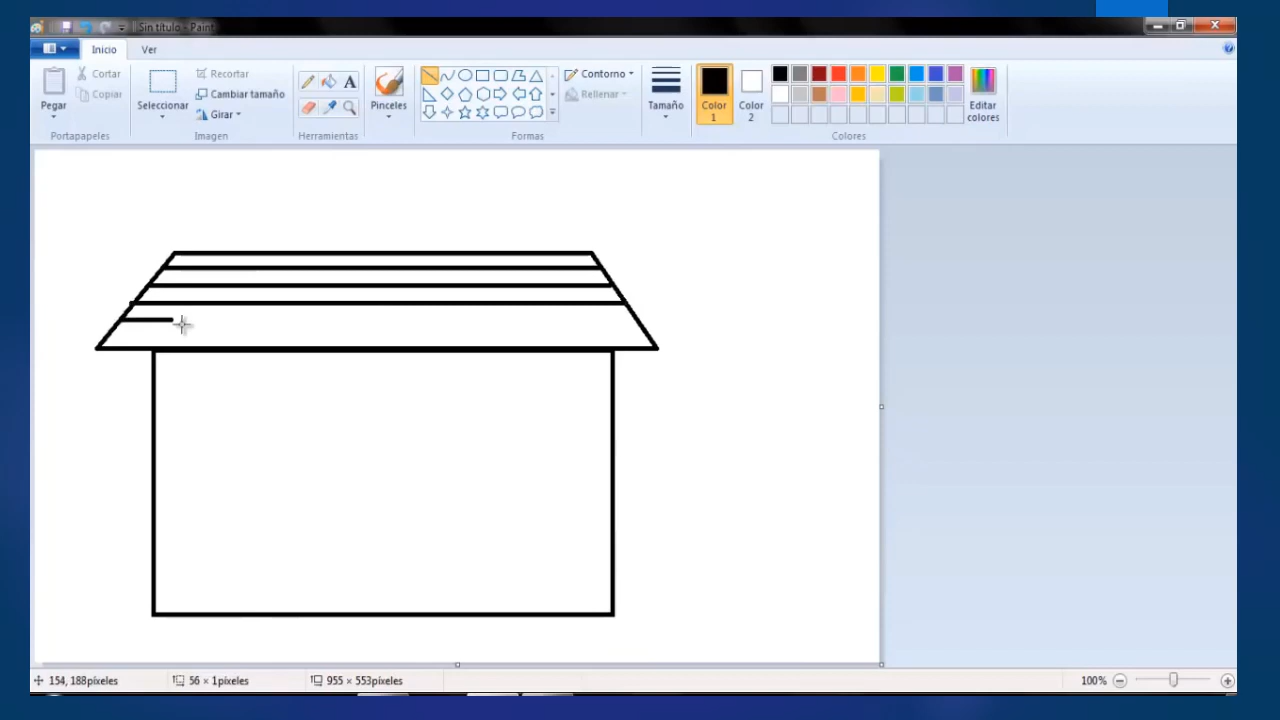 Sin título - Paint
Inicio Ver
Pegar
Cortar
Copiar
Portapapeles
Seleccionar
Recortar
Cambiar tamaño
Girar
Imagen
A
Herramientas
Pinceles
Contorno
Rellenar
Formas
Tamaño
Color 1
Color 2
Editar colores
Colores
154, 188píxeles 56 × 1píxeles 955 × 553píxeles 100%